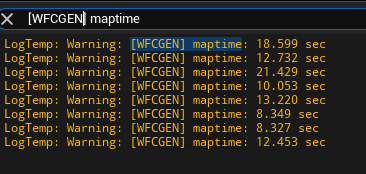 [WFCGEN] maptime
LogTemp: Warning: [WFCGEN] maptime: 18.599 sec
LogTemp: Warning: [WFCGEN] maptime: 12.732 sec
LogTemp: Warning: [WFCGEN] maptime: 21.429 sec
LogTemp: Warning: [WFCGEN] maptime: 10.053 sec
LogTemp: Warning: [WFCGEN] maptime: 13.220 sec
LogTemp: Warning: [WFCGEN] maptime: 8.349 sec
LogTemp: Warning: [WFCGEN] maptime: 8.327 sec
LogTemp: Warning: [WFCGEN] maptime: 12.453 sec